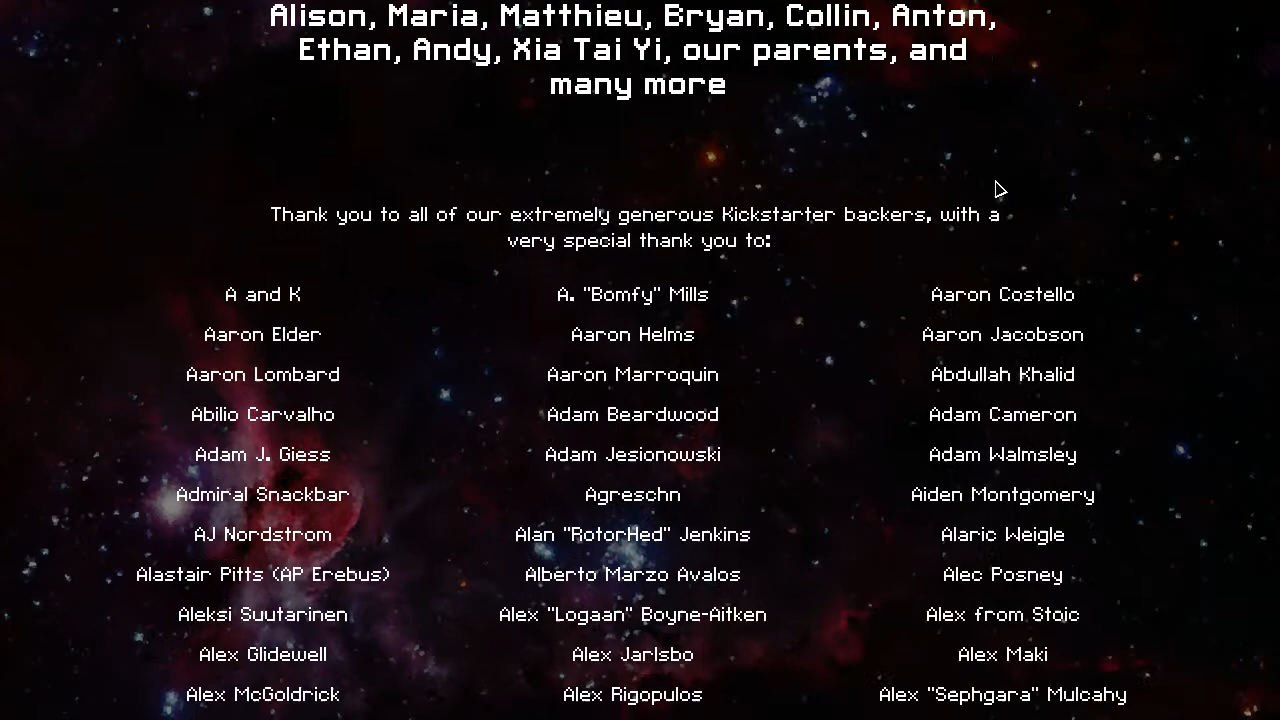 Alison, Maria, Matthieu, Bryan, Collin, Anton,
Ethan, Andy, Xia Tai Yi, our parents, and
many more
Thank you to all of our extremely generous Kickstarter backers, with a
very special thank you to:
A and K
A. "Bomfy" Mills
Aaron Costello
Aaron Elder
Aaron Helms
Aaron Jacobson
Aaron Lombard
Aaron Marroquin
Abdullah Khalid
Abilio Carvalho
Adam Beardwood
Adam Cameron
Adam J. Giess
Adam Jesionowski
Adam Walmsley
Admiral Snackbar
Agreschn
Aiden Montgomery
AJ Nordstrom
Alan "RotorHed" Jenkins
Alaric Weigle
Alastair Pitts (AP Erebus)
Alberto Marzo Avalos
Alec Posney
Aleksi Suutarinen
Alex "Logaan" Boyne-Aitken
Alex from Stoic
Alex Glidewell
Alex Jarlsbo
Alex Maki
Alex McGoldrick
Alex Rigopulos
Alex "Sephgara" Mulcahy